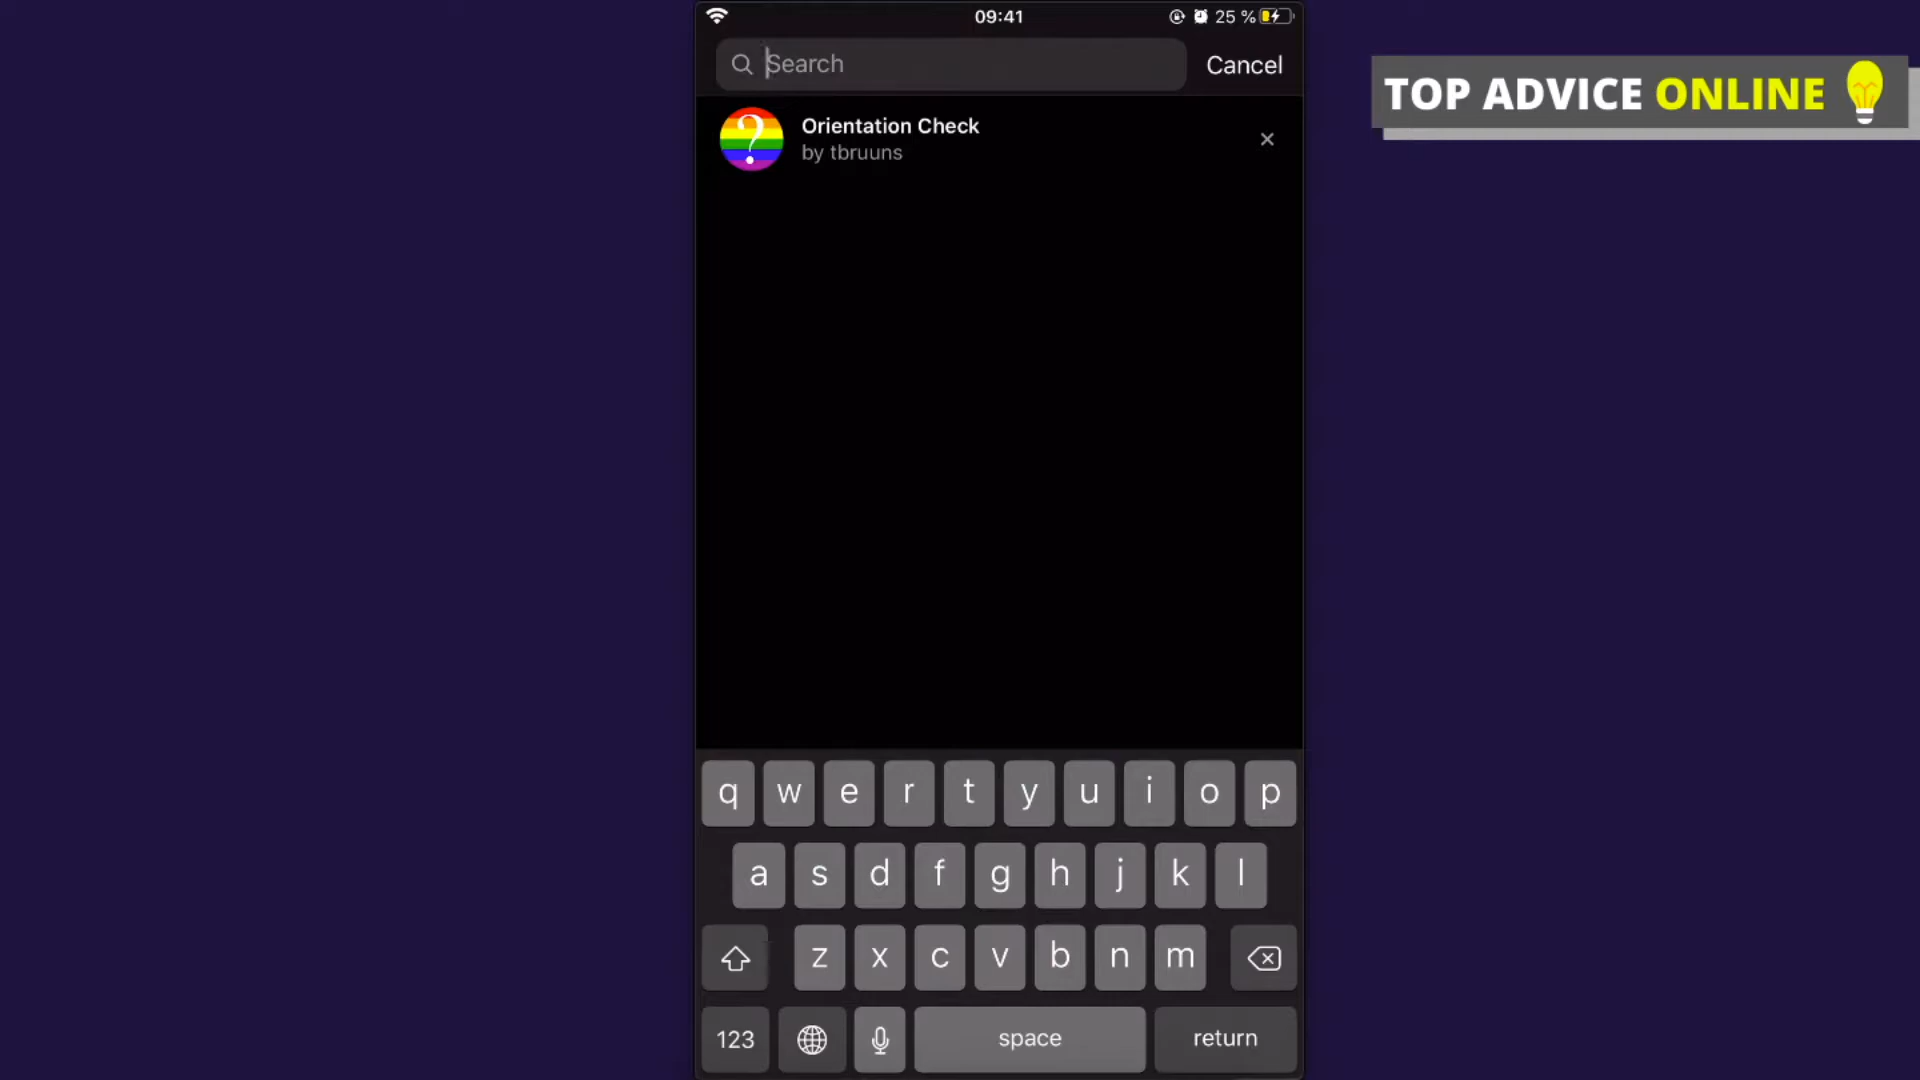 09:41
25 %
Search
Cancel
TOP ADVICE ONLINE
?
Orientation Check
by tbruuns
q w e r t y u i o p
a s d f g h j k l
z x c v b n m
123
space
return